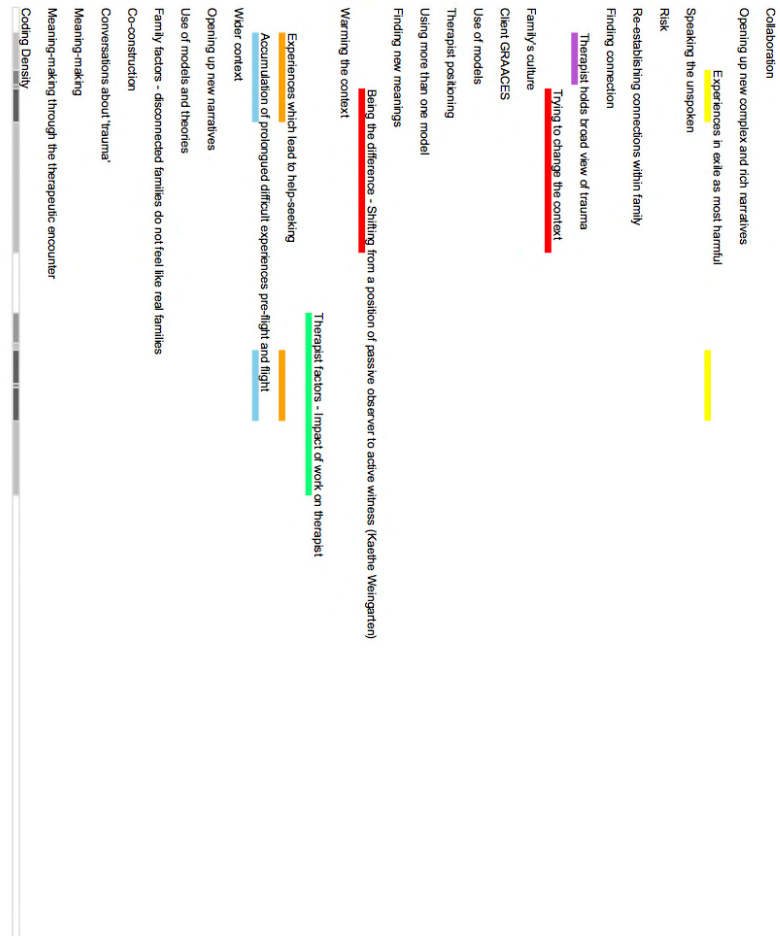 Collaboration
Opening up new complex and rich narratives
Experiences in exile as most harmful
Speaking the unspoken
Risk
Re-establishing connections within family
Finding connection
Therapist holds broad view of trauma
Trying to change the context
Family's culture
Client GRAACES
Use of models
Therapist positioning
Using more than one model
Finding new meanings
Being the difference - Shifting from a position of passive observer to active witness (Kaethe Weingarten)
Warming the context
Therapist factors - Impact of work on therapist
Experiences which lead to help-seeking
Accumulation of prolongued difficult experiences pre-flight and flight
Wider context
Opening up new narratives
Use of models and theories
Family factors - disconnected families do not feel like real families
Co-construction
Conversations about 'trauma'
Meaning-making
Meaning-making through the therapeutic encounter
Coding Density